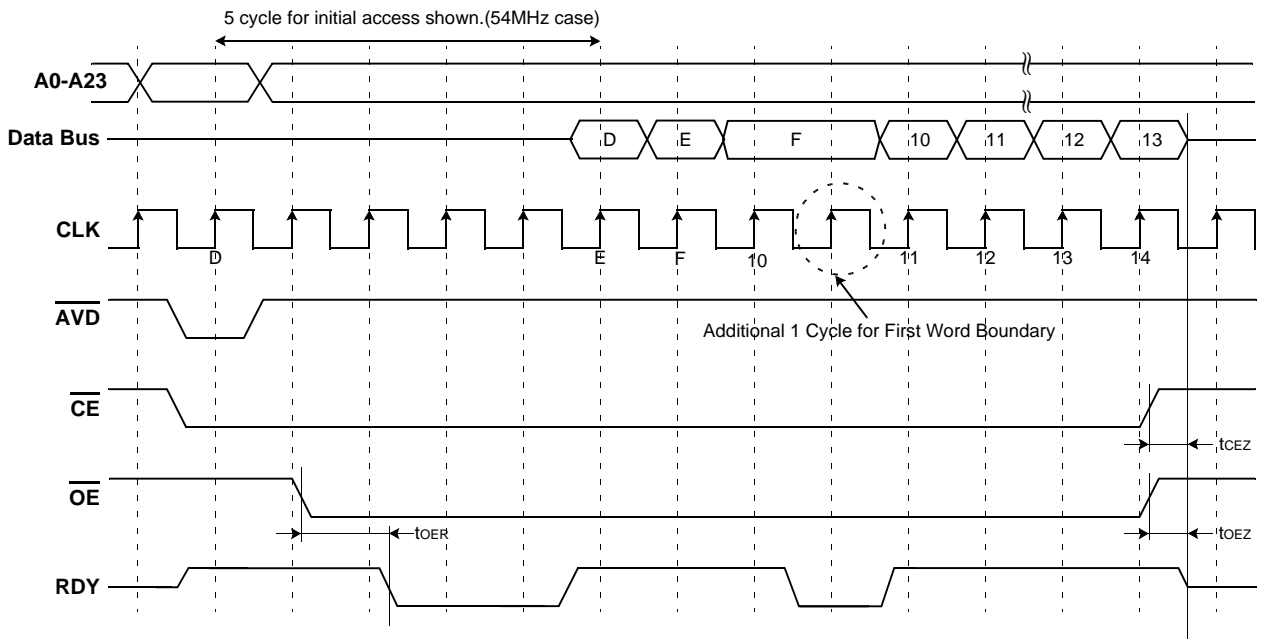 5 cycle for initial access shown.(54MHz case)
A0-A23
Data Bus
D E F 10 11 12 13
CLK
D E F 10 11 12 13 14
AVD
Additional 1 Cycle for First Word Boundary
CE
tCEZ
OE
tOER
tOEZ
RDY